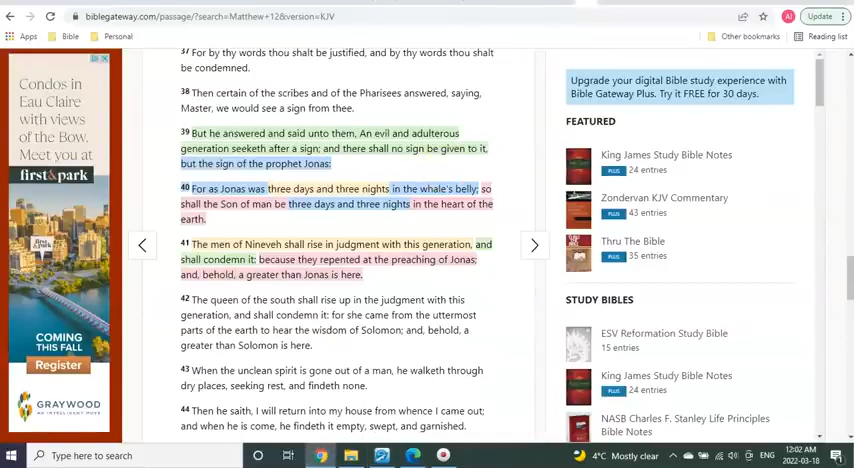 biblegateway.com/passage/?search=Matthew+12&version=KJV
AI
Update
Apps
Bible
Personal
Other bookmarks
Reading list
Condos in
Eau Claire
with views
of the Bow.
Meet you at
first&park
first
&park
COMING
THIS FALL
Register
GRAYWOOD
37 For by thy words thou shalt be justified, and by thy words thou shalt
be condemned.
38 Then certain of the scribes and of the Pharisees answered, saying,
Master, we would see a sign from thee.
39 But he answered and said unto them, An evil and adulterous
generation seeketh after a sign; and there shall no sign be given to it,
but the sign of the prophet Jonas:
40 For as Jonas was three days and three nights in the whale's belly; so
shall the Son of man be three days and three nights in the heart of the
earth.
41 The men of Nineveh shall rise in judgment with this generation, and
shall condemn it: because they repented at the preaching of Jonas;
and, behold, a greater than Jonas is here.
42 The queen of the south shall rise up in the judgment with this
generation, and shall condemn it: for she came from the uttermost
parts of the earth to hear the wisdom of Solomon; and, behold, a
greater than Solomon is here.
43 When the unclean spirit is gone out of a man, he walketh through
dry places, seeking rest, and findeth none.
44 Then he saith, I will return into my house from whence I came out;
and when he is come, he findeth it empty, swept, and garnished.
Upgrade your digital Bible study experience with
Bible Gateway Plus. Try it FREE for 30 days.
FEATURED
King James Study Bible Notes
PLUS 24 entries
Zondervan KJV Commentary
PLUS 43 entries
Thru The Bible
PLUS 35 entries
STUDY BIBLES
ESV Reformation Study Bible
15 entries
King James Study Bible Notes
PLUS 24 entries
NASB Charles F. Stanley Life Principles
Bible Notes
Type here to search
4°C Mostly clear
ENG
12:02 AM
2022-03-18